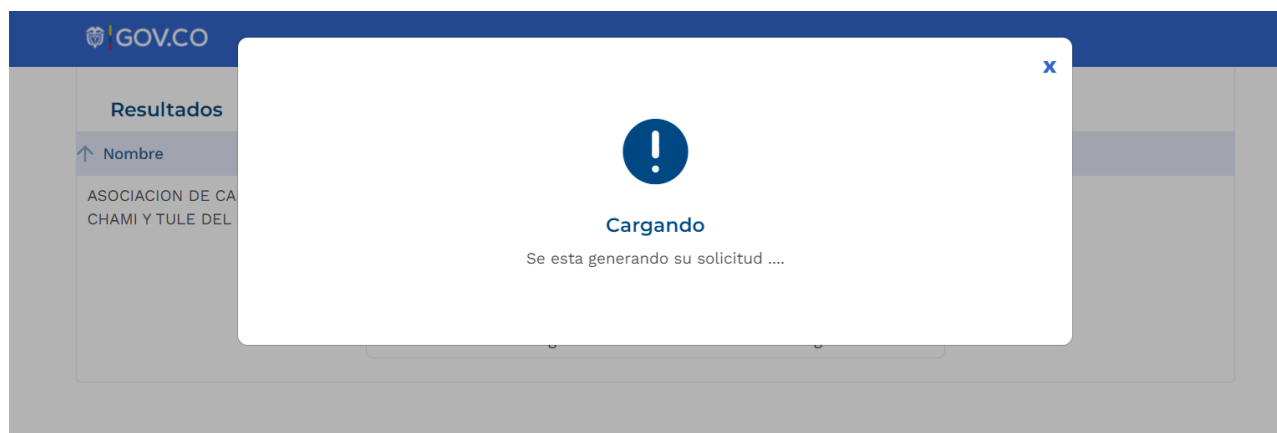 GOV.CO
x
Resultados
Nombre
ASOCIACION DE CA
CHAMI Y TULE DEL
Cargando
Se esta generando su solicitud ....